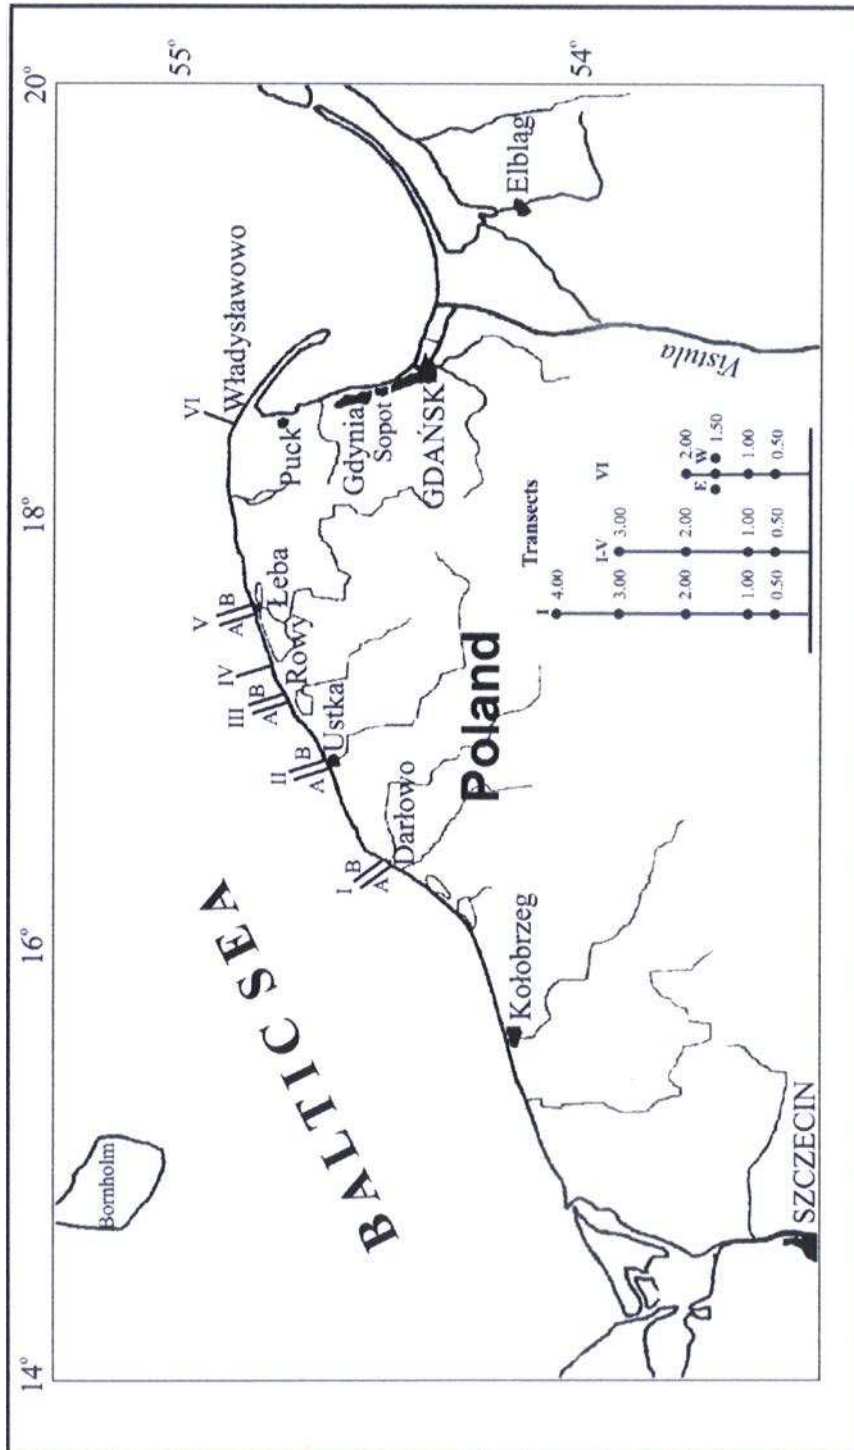 14°
16°
18°
20°
55°
54°
Bornholm
BALTIC SEA
VI
Władysławowo
Puck
V
A B
Łeba
IV
III
A B
Rowy
II
A B
Ustka
I
A B
Darłowo
Gdynia
Sopot
GDAŃSK
Elbląg
Kołobrzeg
Poland
Vistula
SZCZECIN
Transects
I I-V VI
4.00
3.00 3.00
2.00 2.00 2.00
E W
1.50
1.00 1.00 1.00
0.50 0.50 0.50